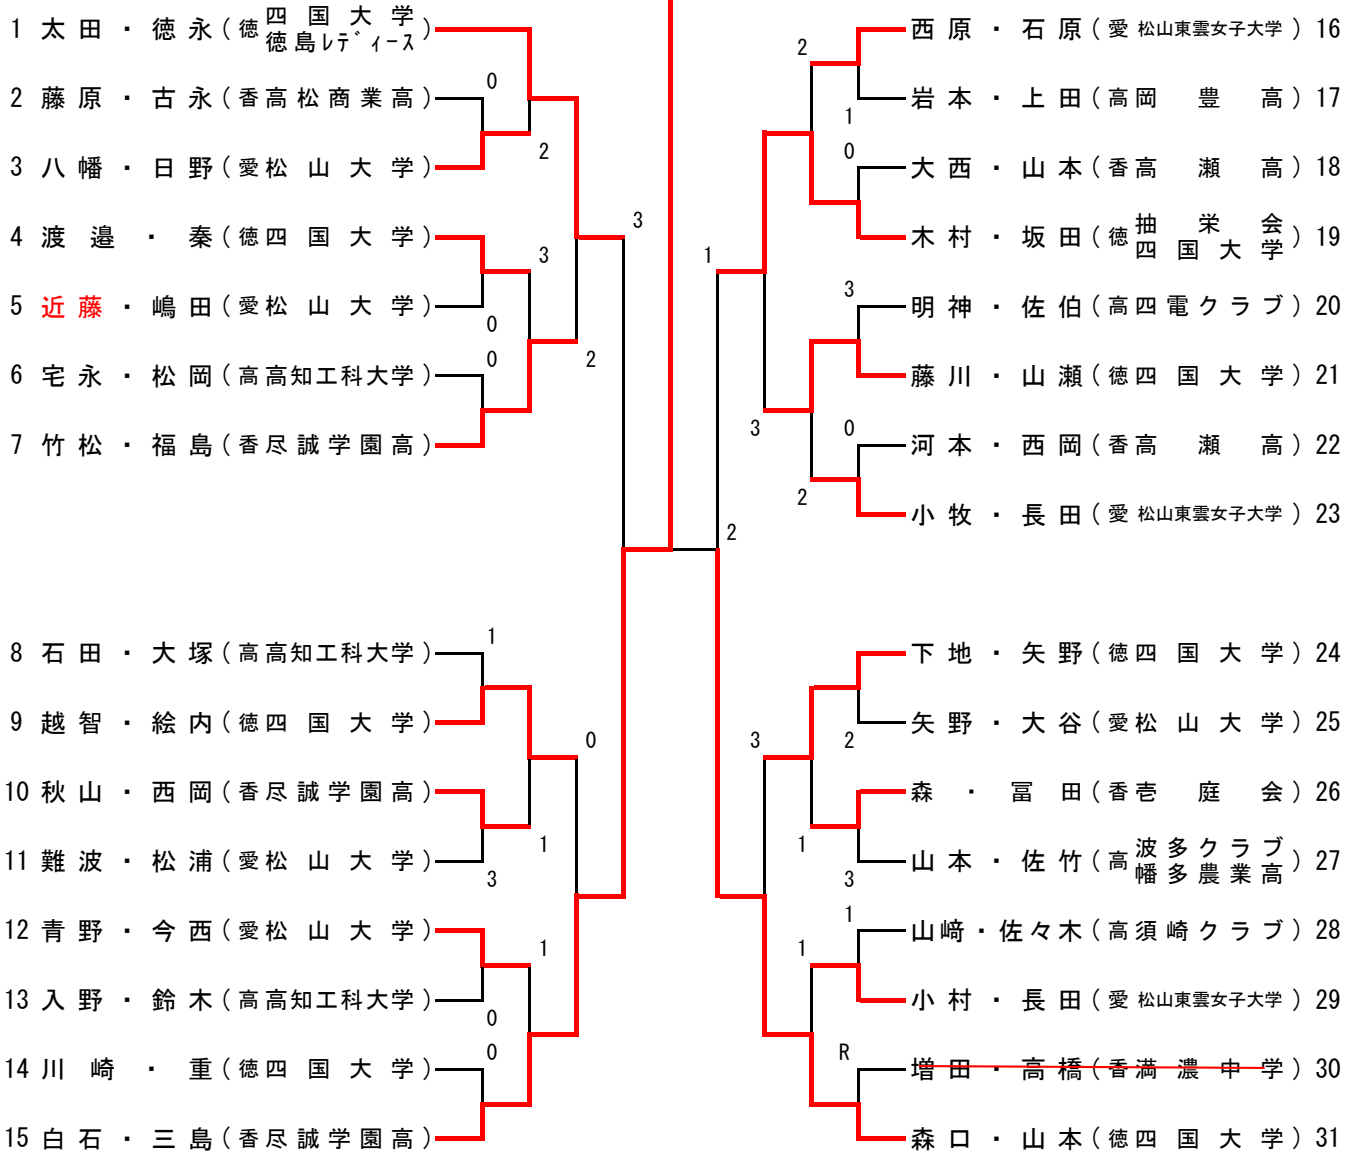 1 太田・徳永(徳 四国大学
徳島レディース)
2 藤原・古永(香高松商業高)
3 八幡・日野(愛松山大学)
4 渡邉・秦(徳四国大学)
5 近藤・嶋田(愛松山大学)
6 宅永・松岡(高高知工科大学)
7 竹松・福島(香尽誠学園高)
0
2
3
0
0
2
3
8 石田・大塚(高高知工科大学)
9 越智・絵内(徳四国大学)
10 秋山・西岡(香尽誠学園高)
11 難波・松浦(愛松山大学)
12 青野・今西(愛松山大学)
13 入野・鈴木(高高知工科大学)
14 川崎・重(徳四国大学)
15 白石・三島(香尽誠学園高)
1
0
1
3
1
0
0
西原・石原(愛 松山東雲女子大学)16
岩本・上田(高岡豊高)17
大西・山本(香高瀬高)18
木村・坂田(徳 抽栄会
四国大学)19
明神・佐伯(高四電クラブ)20
藤川・山瀬(徳四国大学)21
河本・西岡(香高瀬高)22
小牧・長田(愛 松山東雲女子大学)23
2
1
0
1
3
3
0
2
2
下地・矢野(徳四国大学)24
矢野・大谷(愛松山大学)25
森・冨田(香壱庭会)26
山本・佐竹(高 波多クラブ
幡多農業高)27
山﨑・佐々木(高須崎クラブ)28
小村・長田(愛 松山東雲女子大学)29
増田・高橋(香満濃中学)30
森口・山本(徳四国大学)31
3
2
1
3
1
1
R